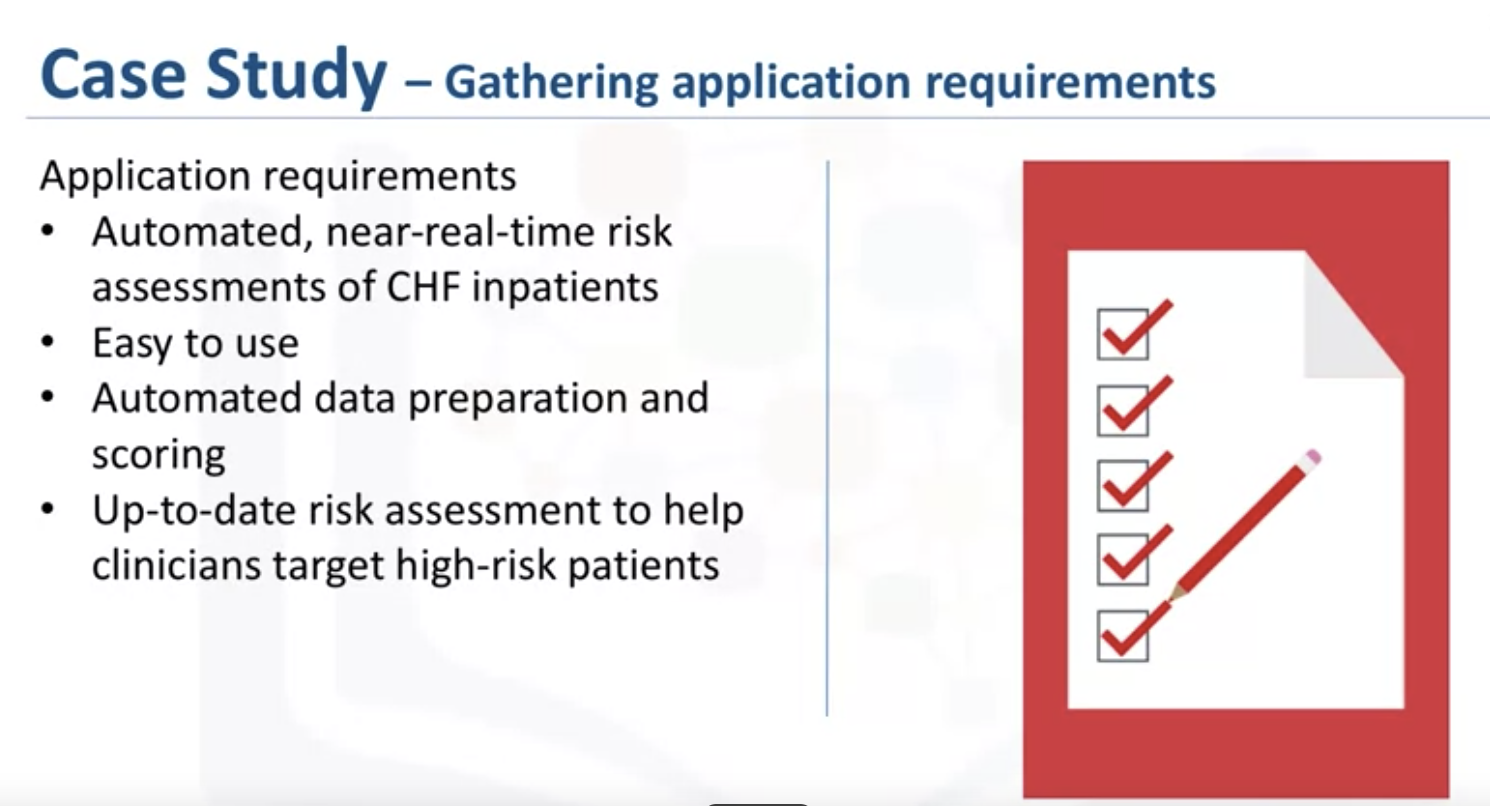 Case Study – Gathering application requirements
Application requirements
• Automated, near-real-time risk
assessments of CHF inpatients
• Easy to use
• Automated data preparation and
scoring
• Up-to-date risk assessment to help
clinicians target high-risk patients